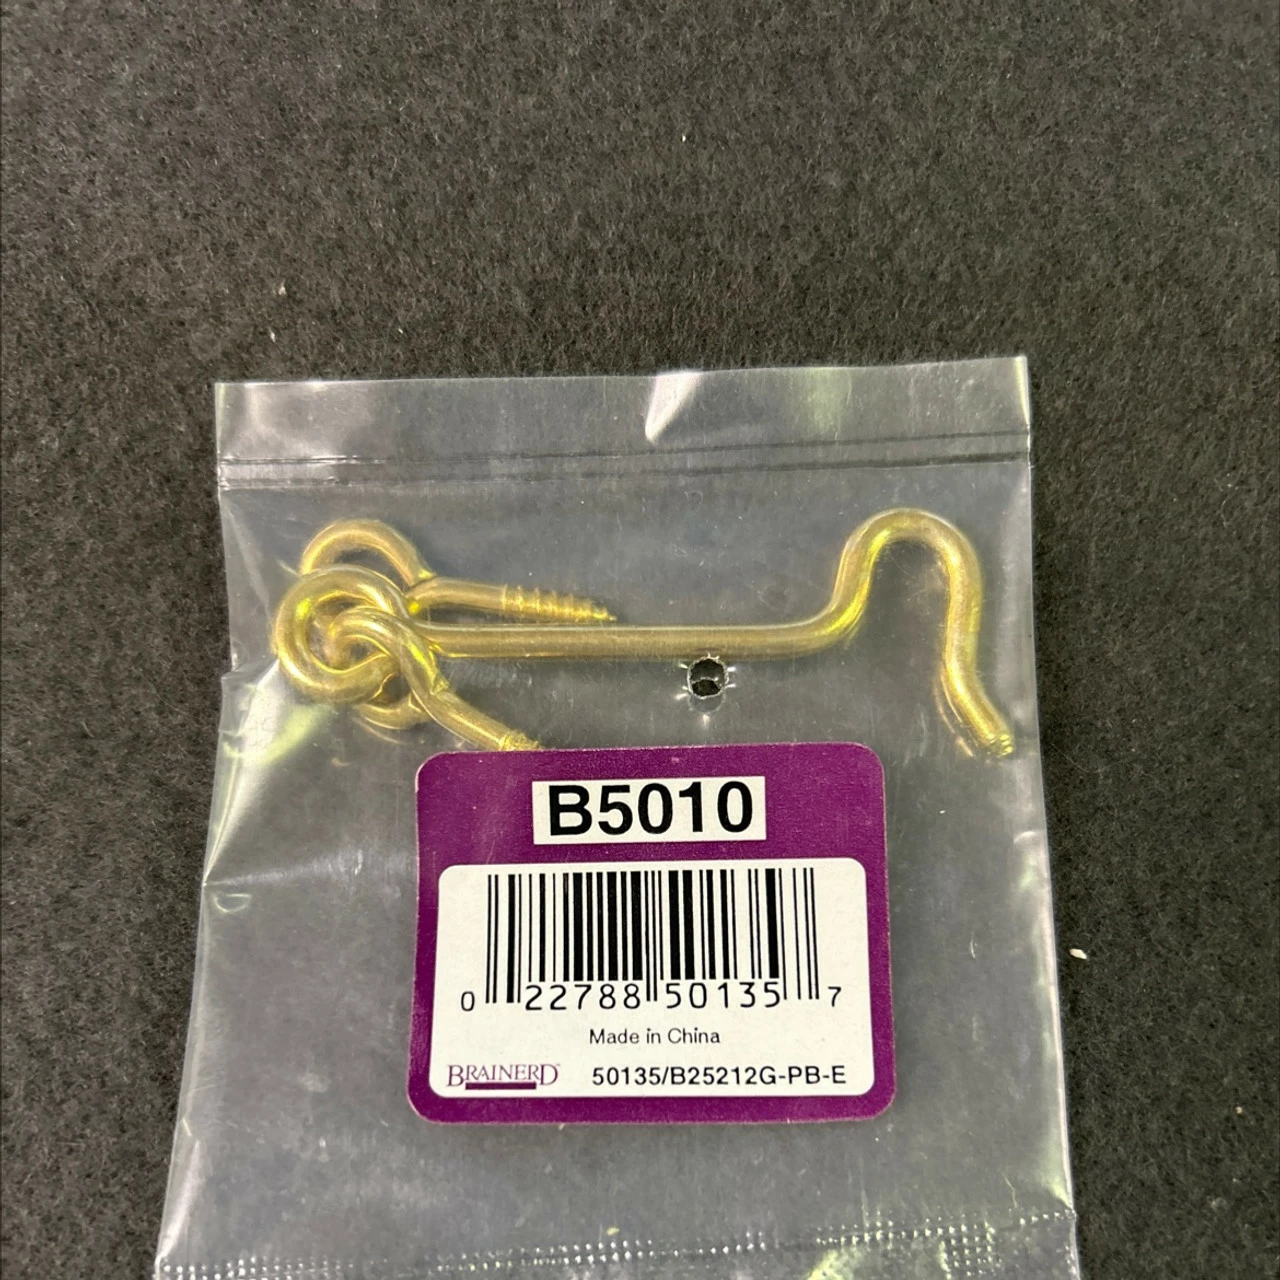 B5010
0 22788 50135 7
Made in China
BRAINERD
50135/B25212G-PB-E